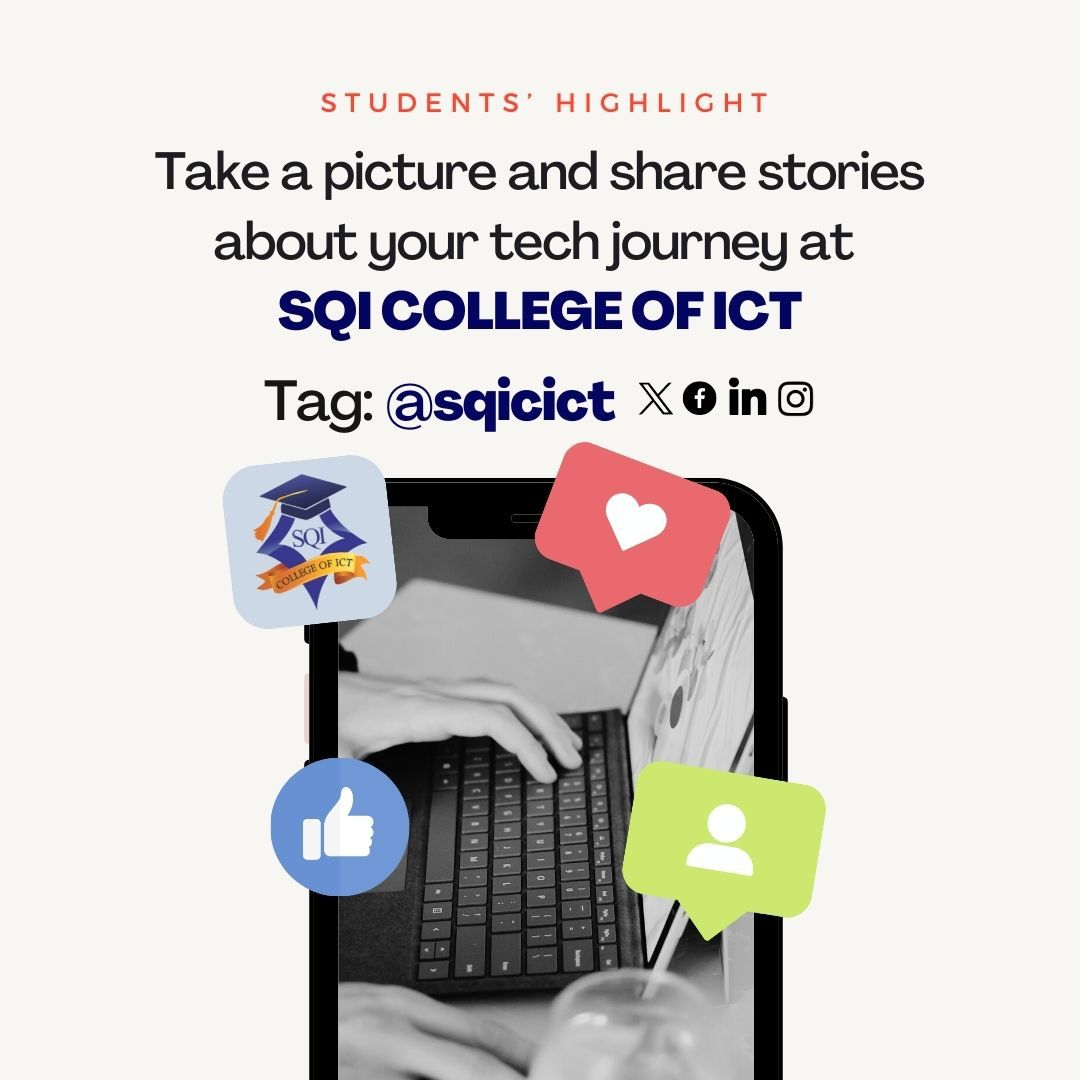 STUDENTS’ HIGHLIGHT
Take a picture and share stories
about your tech journey at
SQI COLLEGE OF ICT
Tag: @sqicict
in
SQI
COLLEGE OF ICT